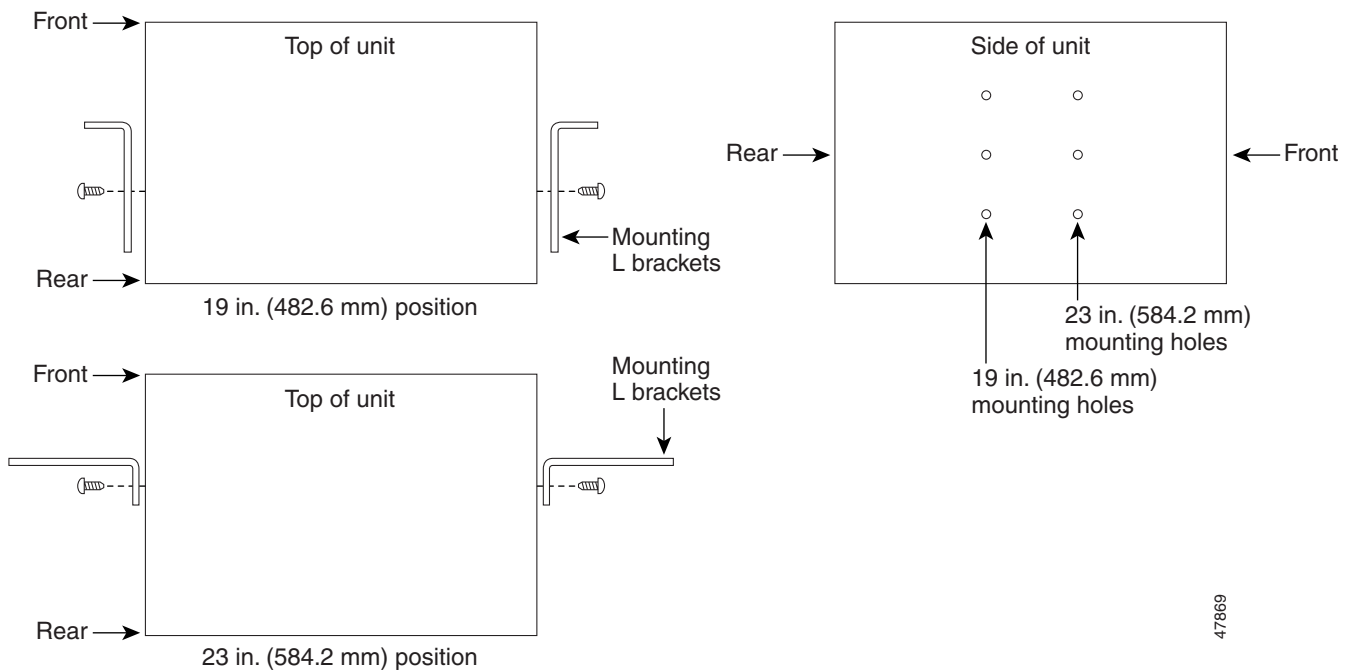 Front
Top of unit
Mounting
L brackets
Rear
19 in. (482.6 mm) position
Side of unit
Rear
Front
23 in. (584.2 mm)
mounting holes
19 in. (482.6 mm)
mounting holes
Front
Top of unit
Mounting
L brackets
Rear
23 in. (584.2 mm) position
47869